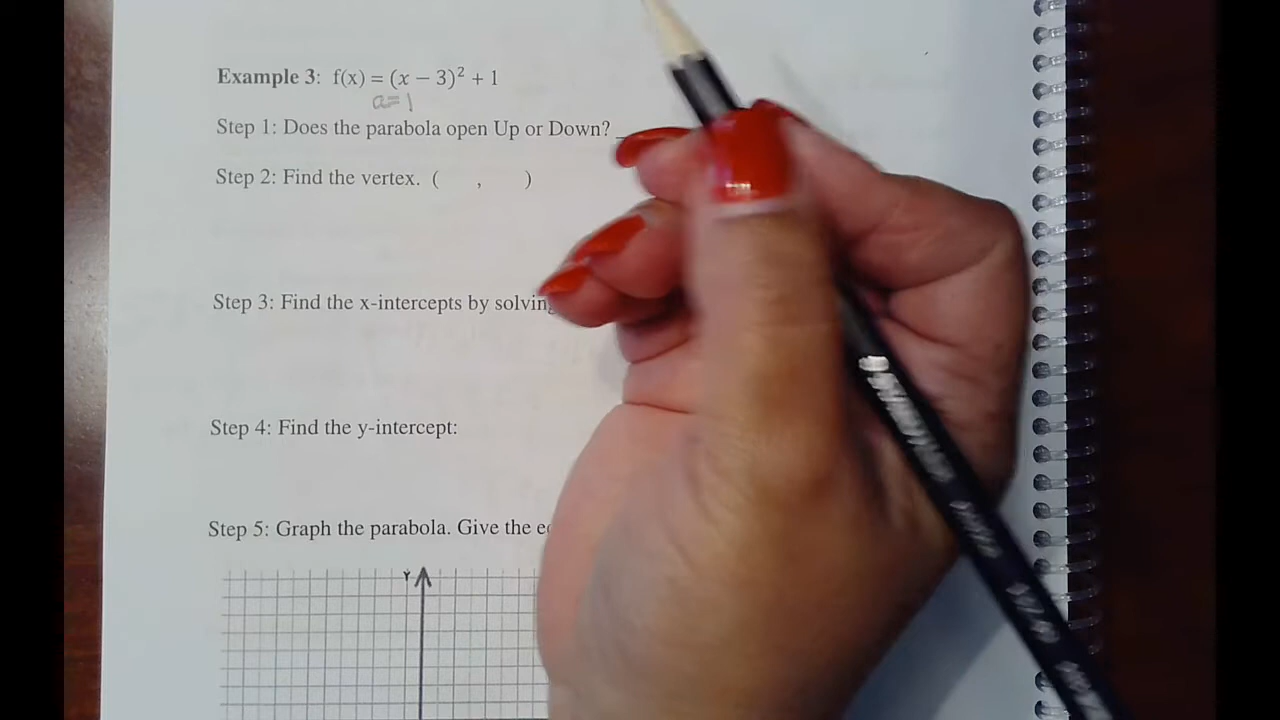 Example 3: f(x) = (x − 3)² + 1
a=1
Step 1: Does the parabola open Up or Down? _
Step 2: Find the vertex. ( , )
Step 3: Find the x-intercepts by solving
Step 4: Find the y-intercept:
Step 5: Graph the parabola. Give the
Y